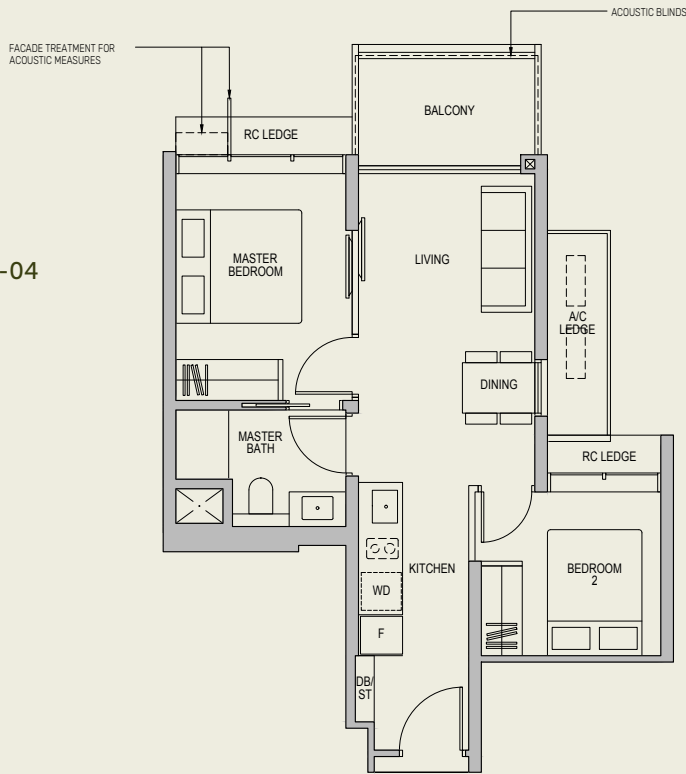 ACOUSTIC BLINDS
FACADE TREATMENT FOR
ACOUSTIC MEASURES
BALCONY
RC LEDGE
-04
MASTER
BEDROOM
LIVING
A/C
LEDGE
DINING
MASTER
BATH
RC LEDGE
KITCHEN
BEDROOM
2
WD
F
DB/
ST